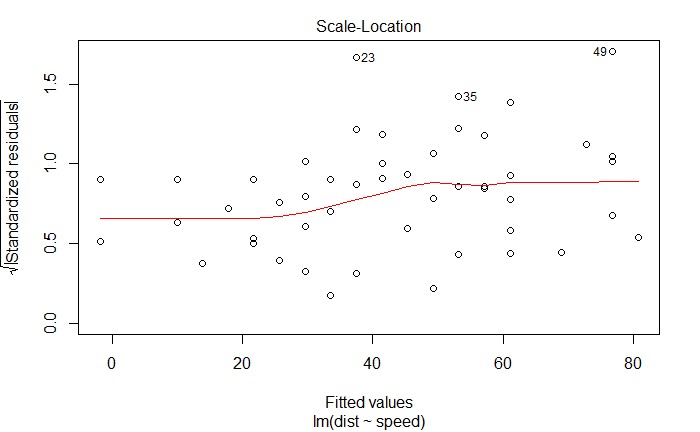 Scale-Location
√|Standardized residuals|
1.5
1.0
0.5
0.0
23
49
35
0 20 40 60 80
Fitted values
lm(dist ~ speed)